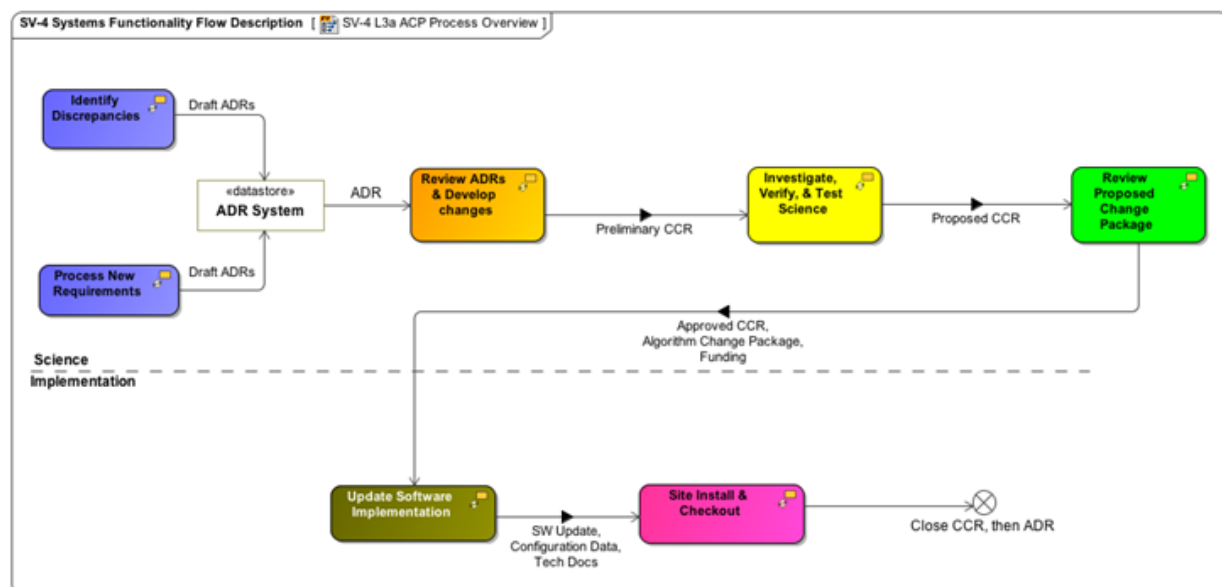 SV-4 Systems Functionality Flow Description [ SV-4 L3a ACP Process Overview ]
Identify
Discrepancies
Draft ADRs
«datastore»
ADR System
Process New
Requirements
Draft ADRs
ADR
Review ADRs
& Develop
changes
Preliminary CCR
Investigate,
Verify, & Test
Science
Proposed CCR
Review
Proposed
Change
Package
Approved CCR,
Algorithm Change Package,
Funding
Science
Implementation
Update Software
Implementation
SW Update,
Configuration Data,
Tech Docs
Site Install &
Checkout
Close CCR, then ADR